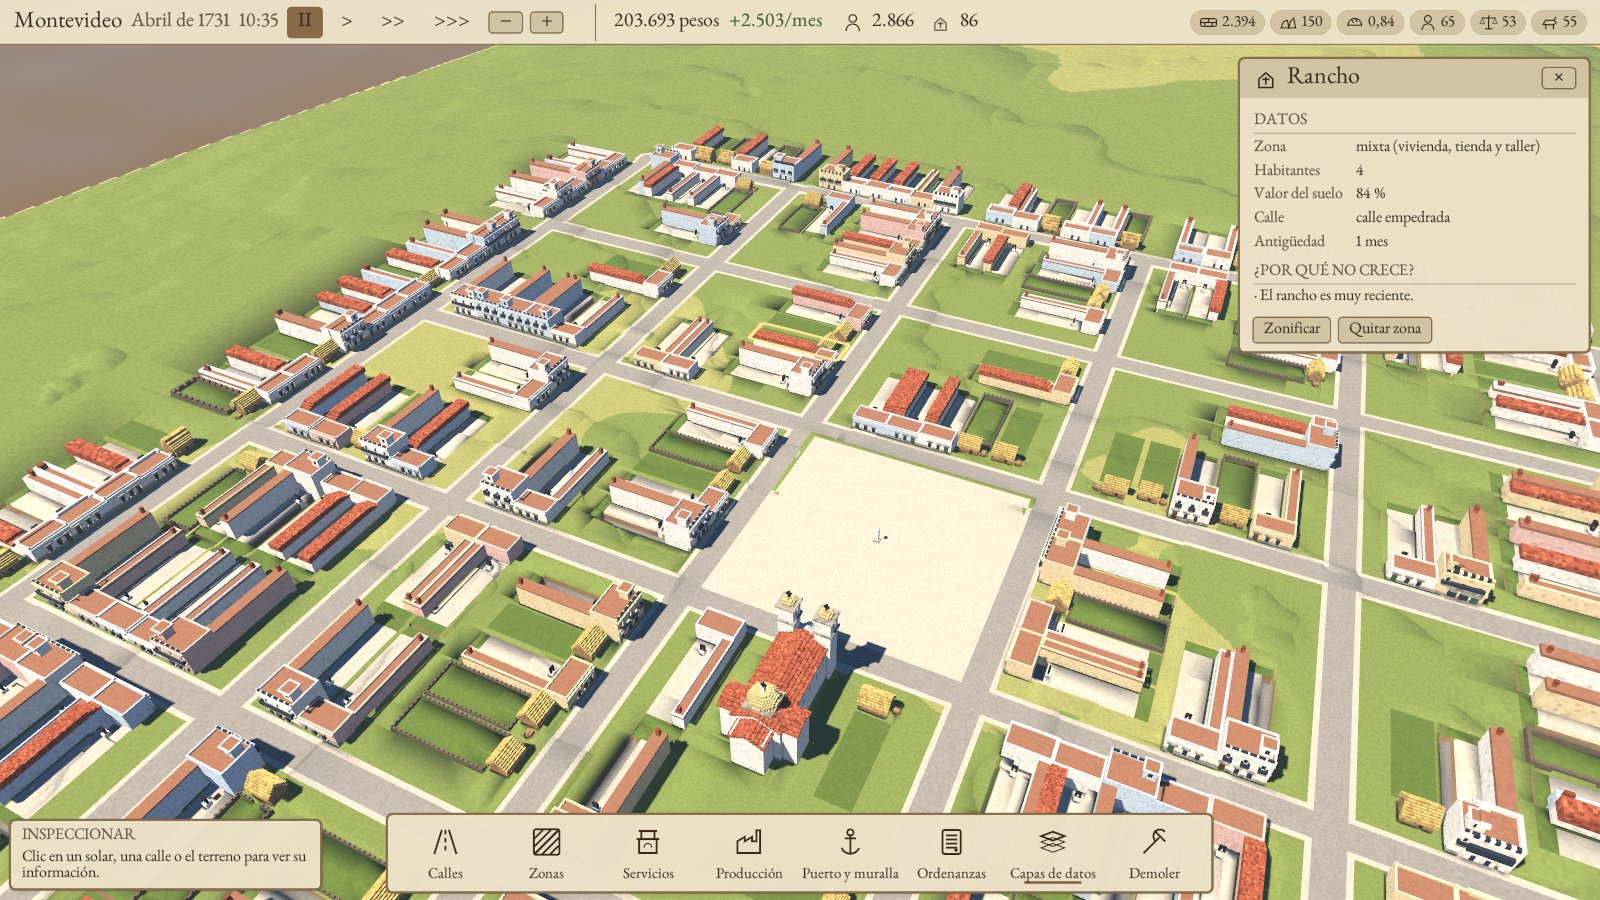 Montevideo Abril de 1731 10:35 II > >> >>> − + 203.693 pesos +2.503/mes 2.866 86 2.394 150 0,84 65 53 55
Rancho ×
DATOS
Zona mixta (vivienda, tienda y taller)
Habitantes 4
Valor del suelo 84 %
Calle calle empedrada
Antigüedad 1 mes
¿POR QUÉ NO CRECE?
· El rancho es muy reciente.
Zonificar Quitar zona
INSPECCIONAR
Clic en un solar, una calle o el terreno para ver su
información.
Calles Zonas Servicios Producción Puerto y muralla Ordenanzas Capas de datos Demoler